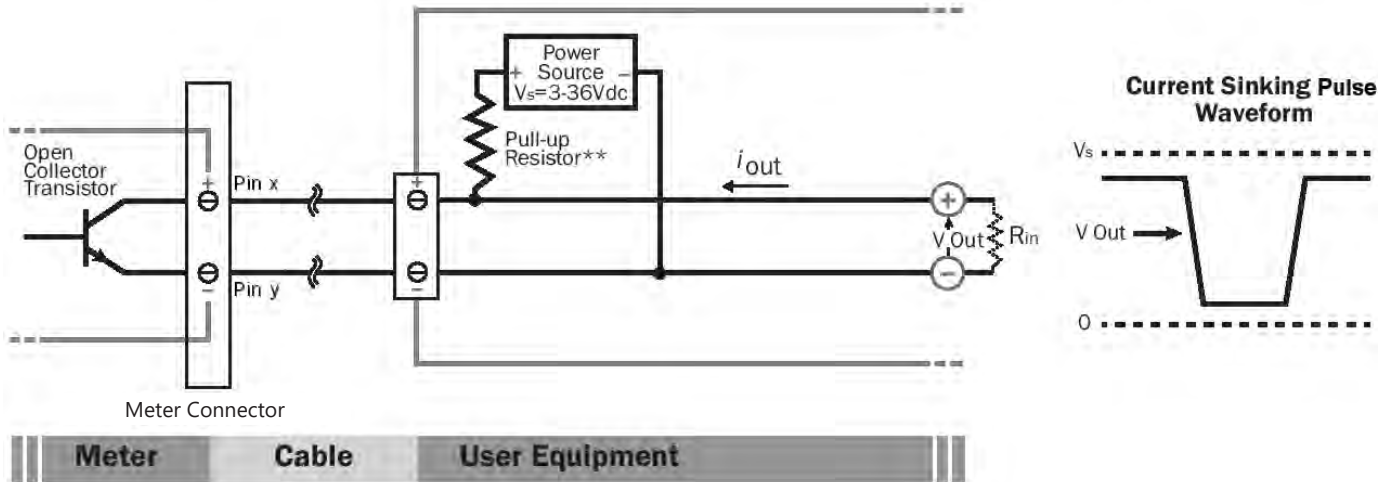 Power
+ Source –
Vs=3-36Vdc
Current Sinking Pulse
Waveform
Open
Collector
Transistor
Pull-up
Resistor**
iout
Vs
+
Pin x
+
+
V Out
Rin
V Out
–
Pin y
–
–
0
Meter Connector
Meter
Cable
User Equipment